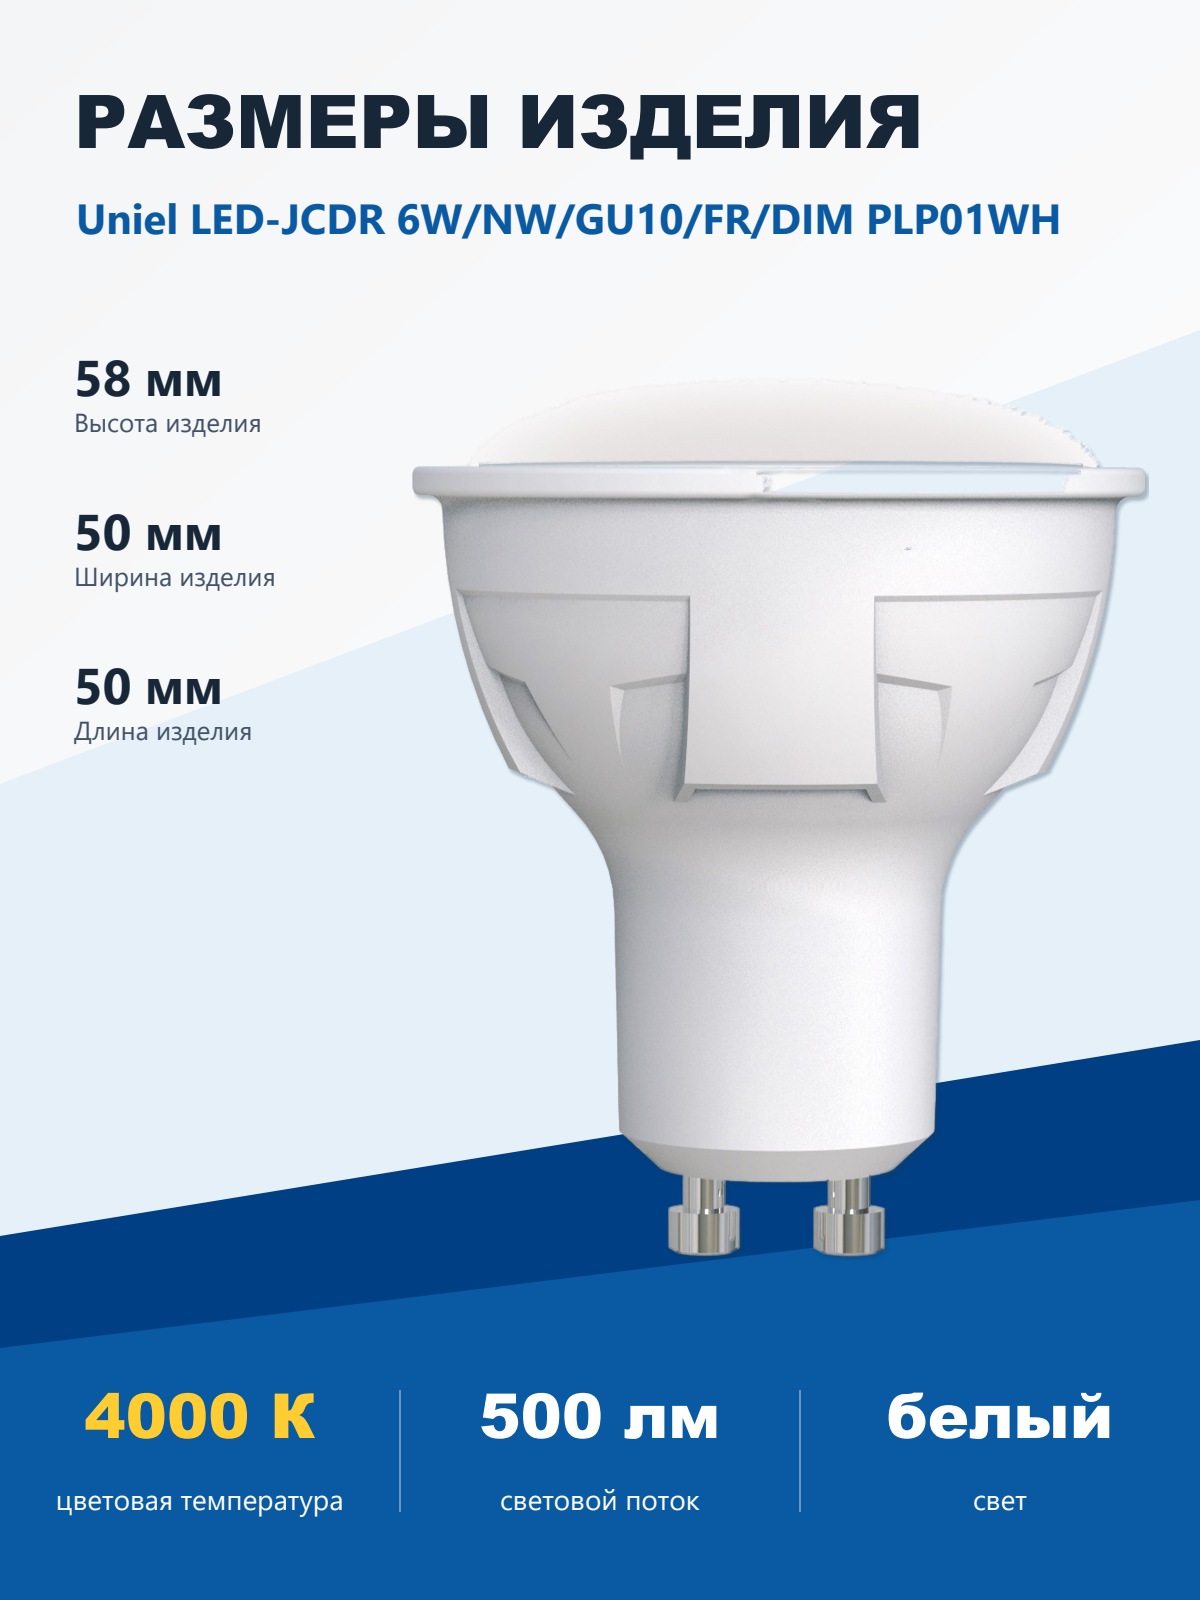 РАЗМЕРЫ ИЗДЕЛИЯ
Uniel LED-JCDR 6W/NW/GU10/FR/DIM PLP01WH
58 мм
Высота изделия
50 мм
Ширина изделия
50 мм
Длина изделия
4000 К
цветовая температура
500 лм
световой поток
белый
свет